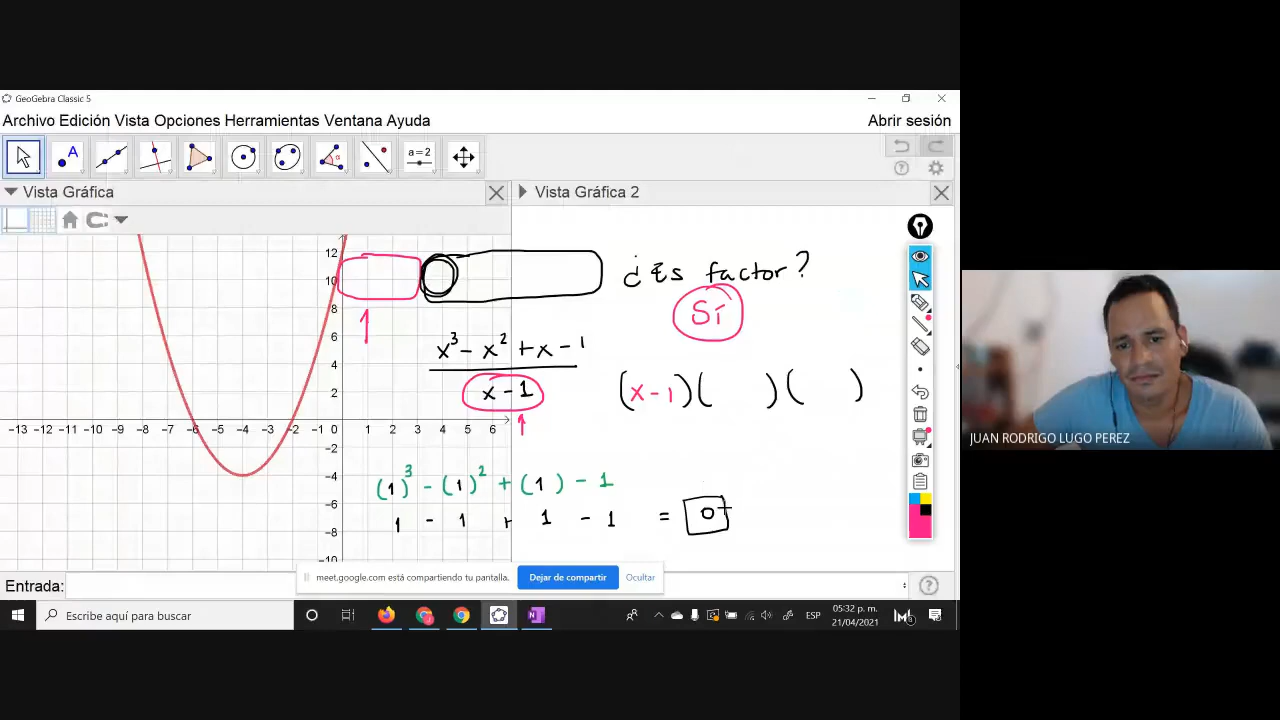 GeoGebra Classic 5
Archivo Edición Vista Opciones Herramientas Ventana Ayuda
Abrir sesión
A
a=2
Vista Gráfica
Vista Gráfica 2
12
10
8
6
4
2
-13 -12 -11 -10 -9 -8 -7 -6 -5 -4 -3 -2 -1 0 1 2 3 4 5 6
-2
-4
-6
-8
-10
¿Es factor?
Sí
x³ - x² + x - 1
x - 1
(x-1)( )( )
(1)³ - (1)² + (1) - 1
1 - 1 + 1 - 1 = 0
JUAN RODRIGO LUGO PEREZ
meet.google.com está compartiendo tu pantalla.
Dejar de compartir
Ocultar
Entrada:
Escribe aquí para buscar
ESP
05:32 p. m.
21/04/2021